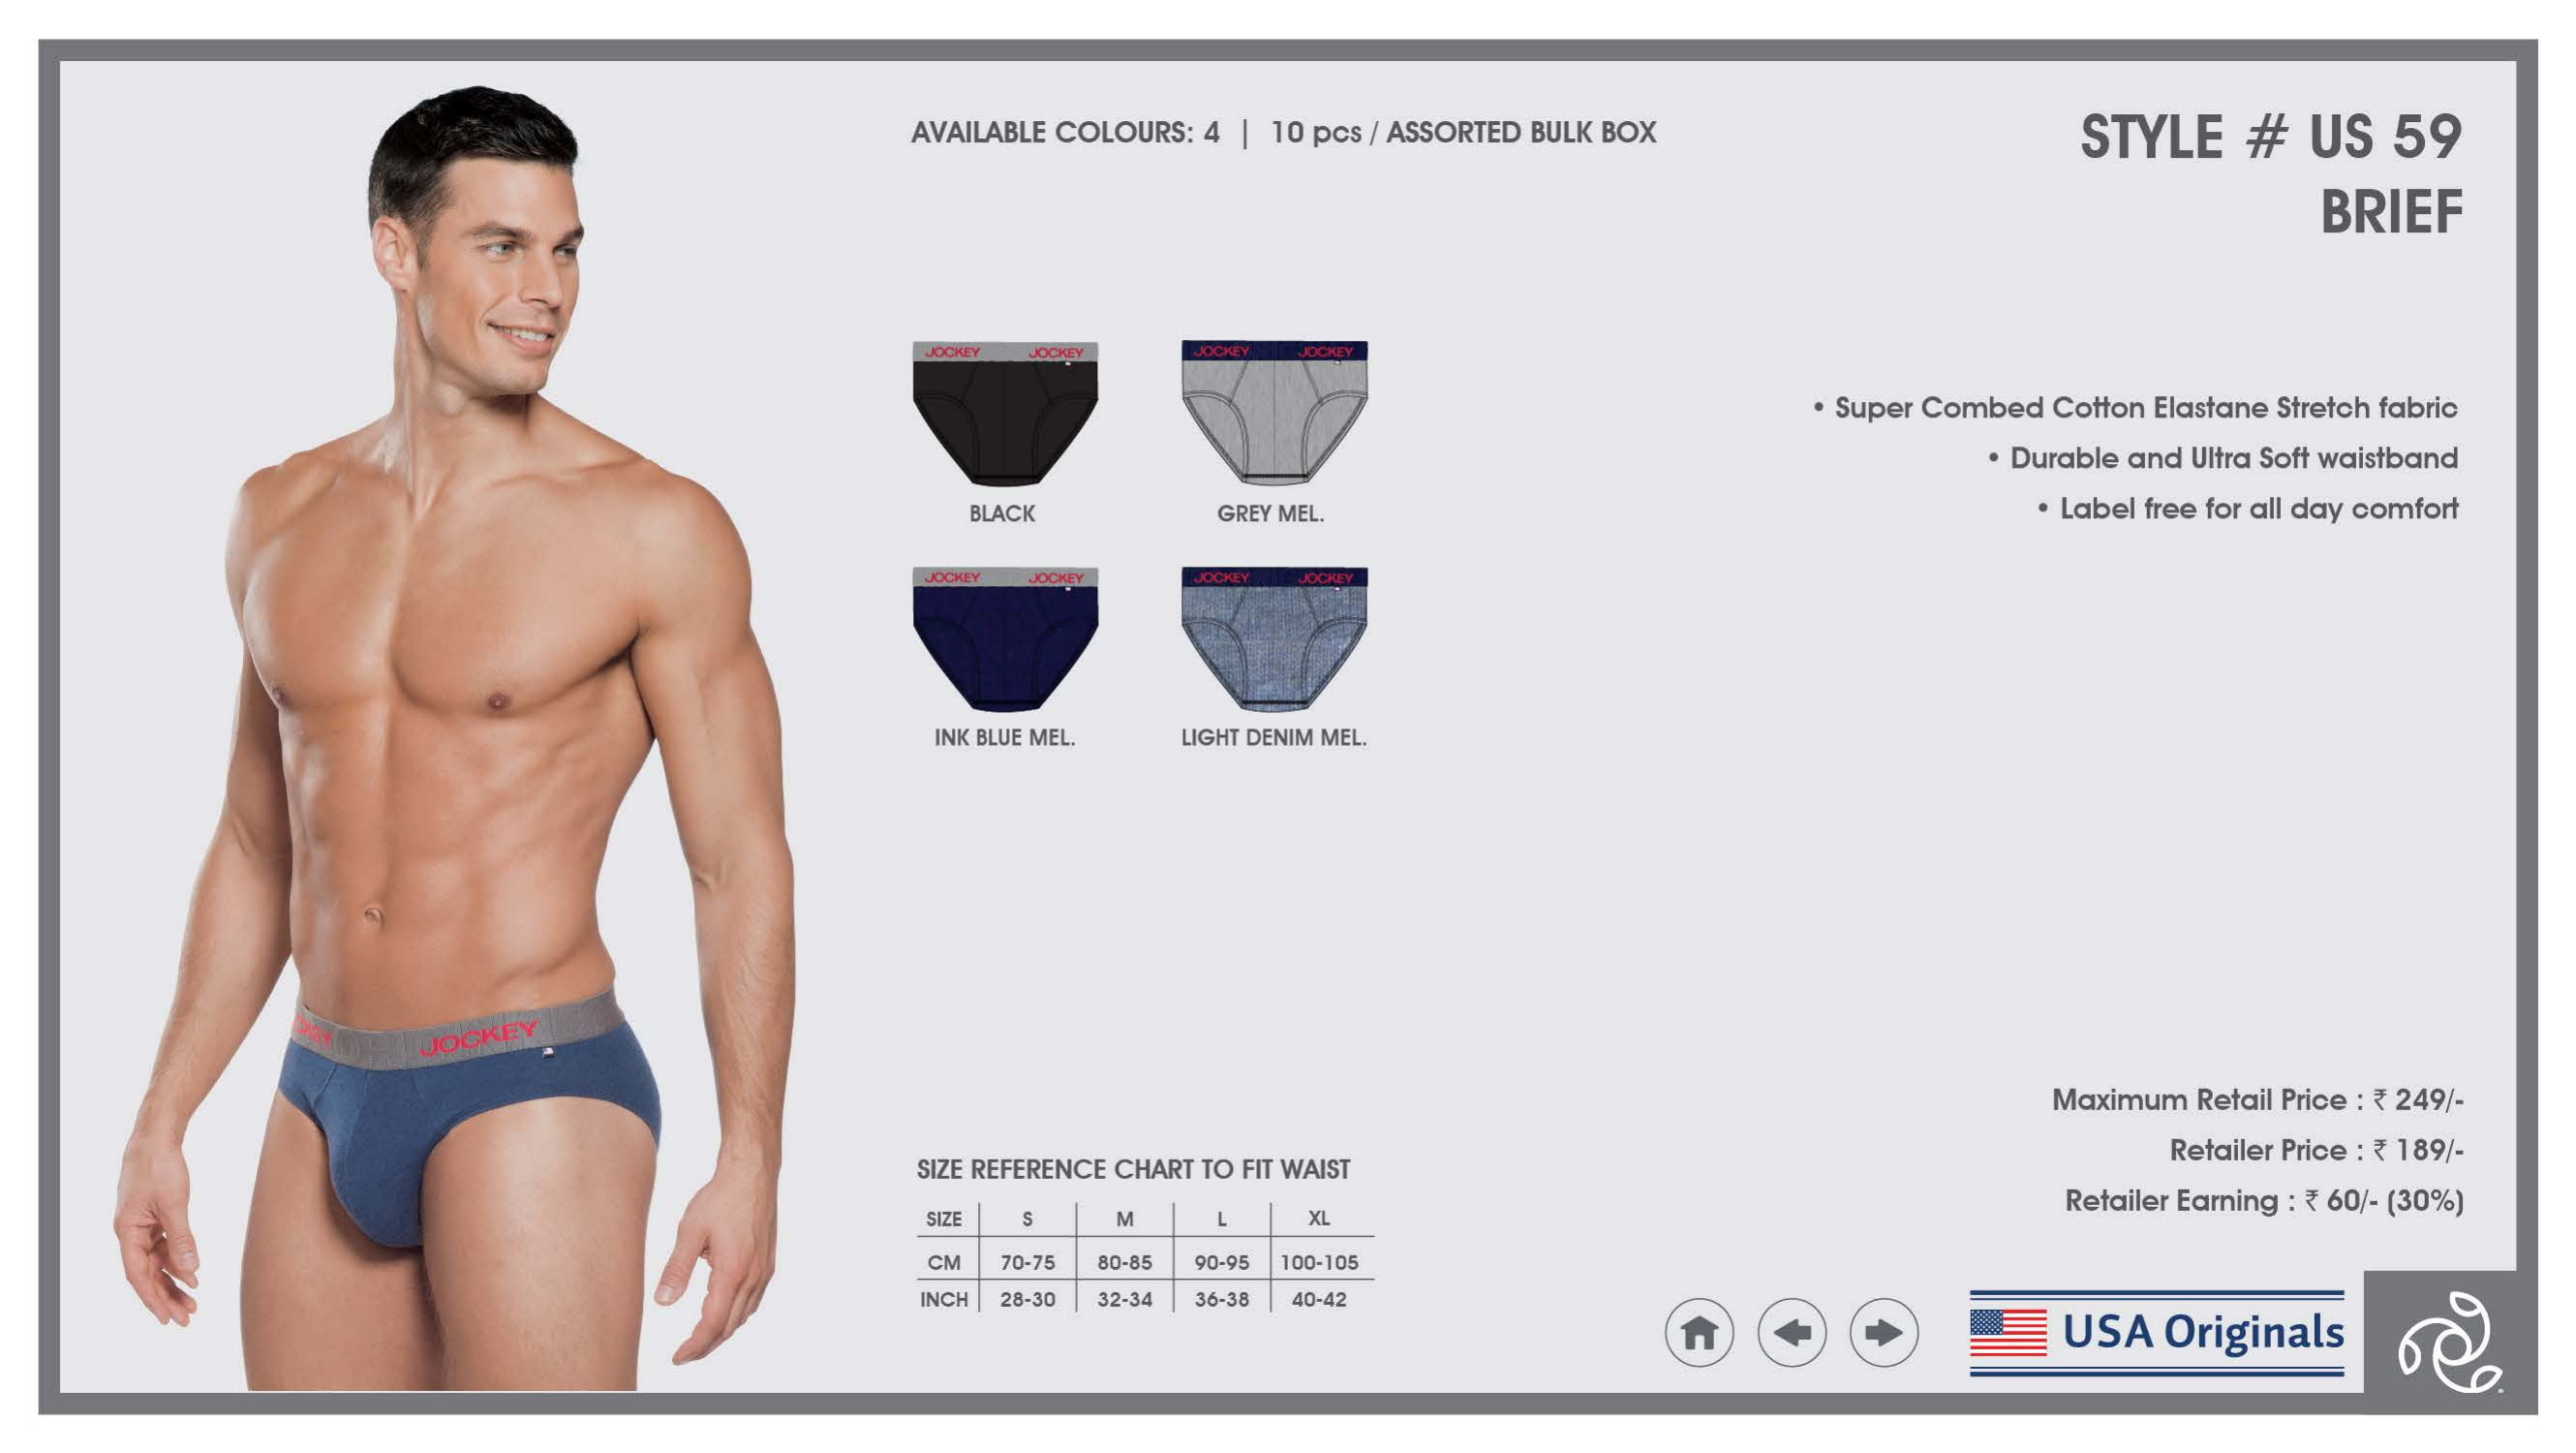 AVAILABLE COLOURS: 4 | 10 pcs / ASSORTED BULK BOX
STYLE # US 59
BRIEF
JOCKEY JOCKEY
JOCKEY JOCKEY
BLACK
GREY MEL.
JOCKEY JOCKEY
JOCKEY JOCKEY
INK BLUE MEL.
LIGHT DENIM MEL.
• Super Combed Cotton Elastane Stretch fabric
• Durable and Ultra Soft waistband
• Label free for all day comfort
JOCKEY
SIZE REFERENCE CHART TO FIT WAIST
SIZE S M L XL
CM 70-75 80-85 90-95 100-105
INCH 28-30 32-34 36-38 40-42
Maximum Retail Price : ₹ 249/-
Retailer Price : ₹ 189/-
Retailer Earning : ₹ 60/- (30%)
USA Originals